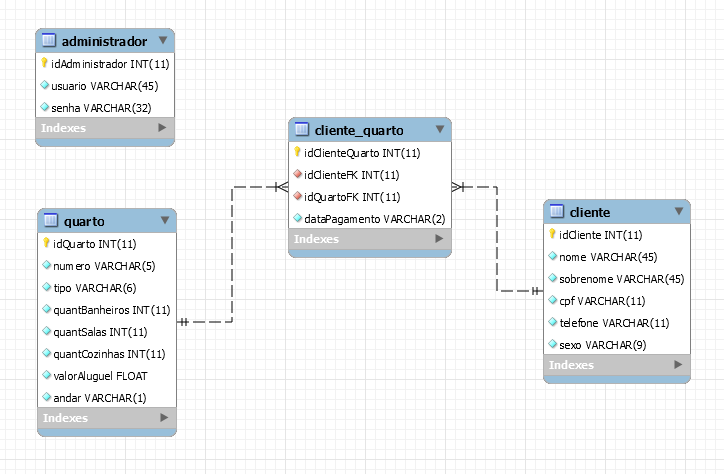 administrador
idAdministrador INT(11)
usuario VARCHAR(45)
senha VARCHAR(32)
Indexes
cliente_quarto
idClienteQuarto INT(11)
idClienteFK INT(11)
idQuartoFK INT(11)
dataPagamento VARCHAR(2)
Indexes
quarto
idQuarto INT(11)
numero VARCHAR(5)
tipo VARCHAR(6)
quantBanheiros INT(11)
quantSalas INT(11)
quantCozinhas INT(11)
valorAluguel FLOAT
andar VARCHAR(1)
Indexes
cliente
idCliente INT(11)
nome VARCHAR(45)
sobrenome VARCHAR(45)
cpf VARCHAR(11)
telefone VARCHAR(11)
sexo VARCHAR(9)
Indexes